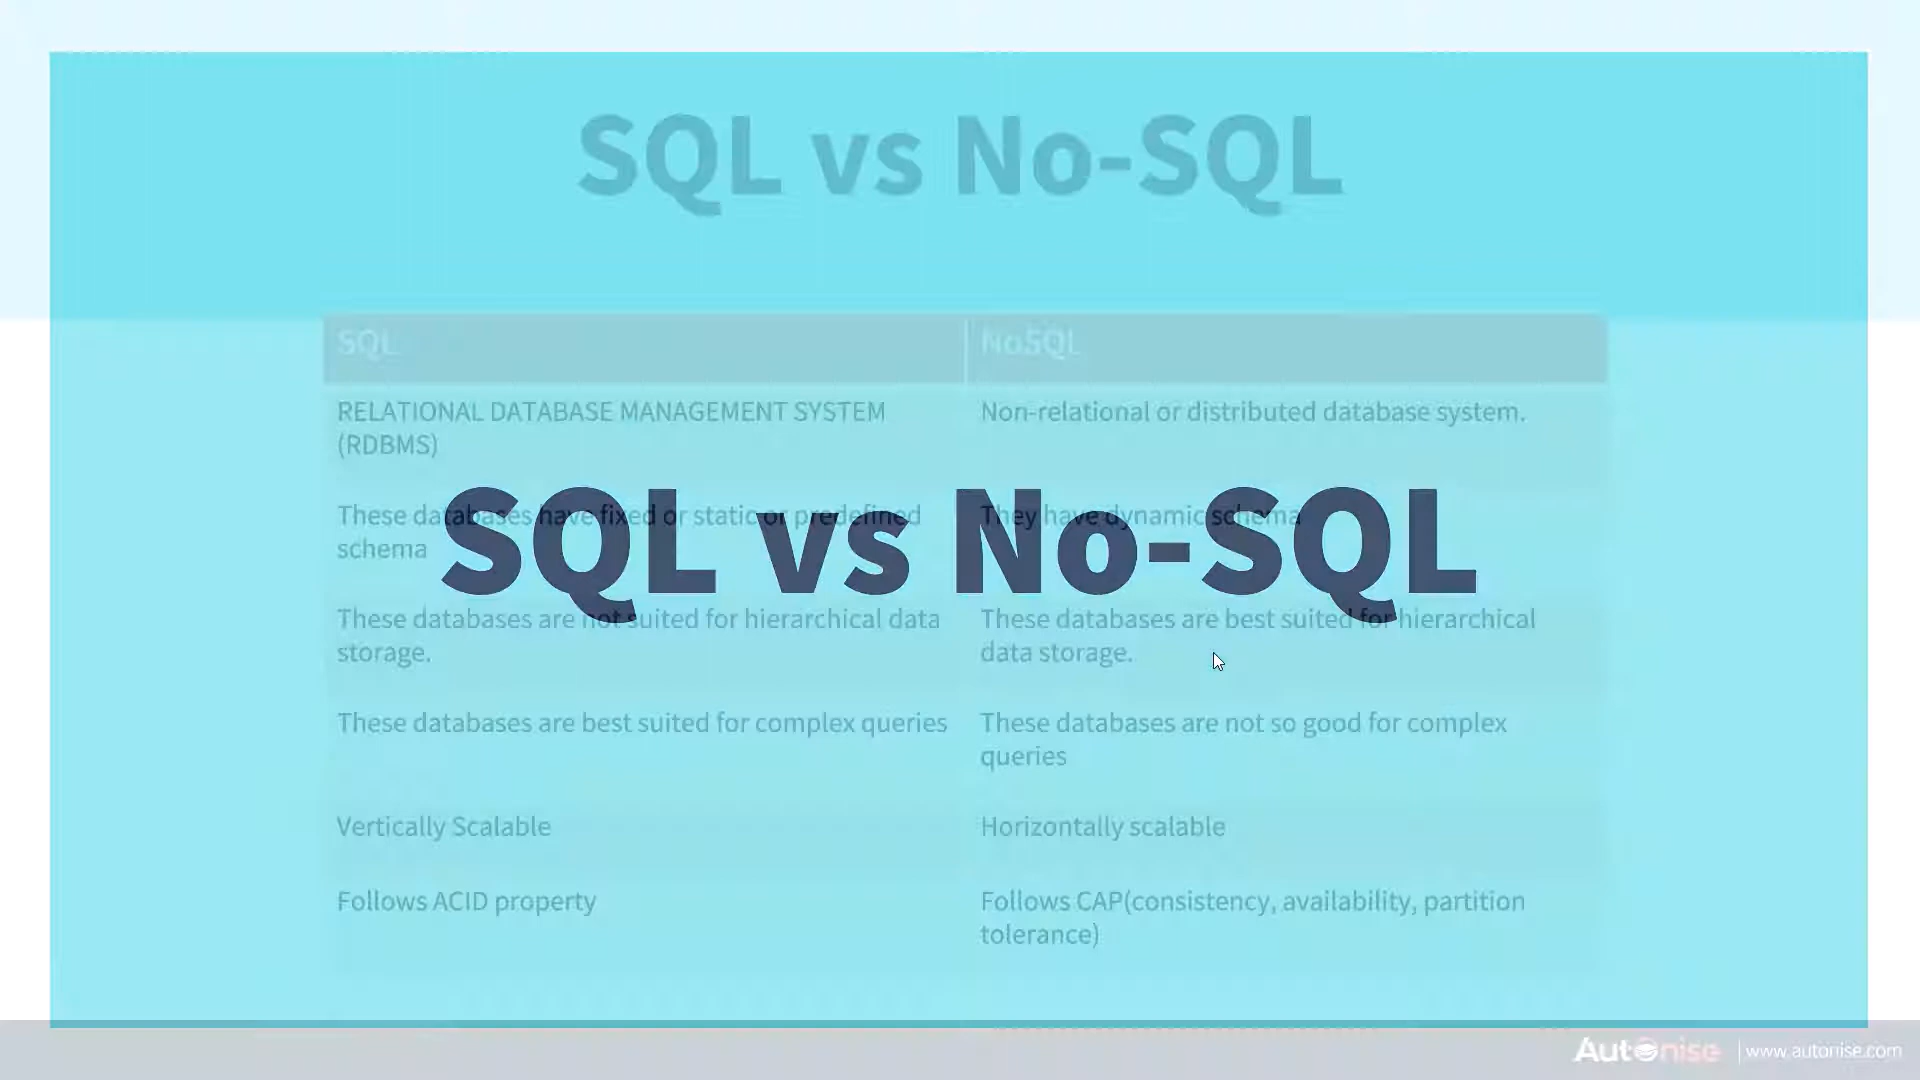 SQL vs No-SQL
SQL
NoSQL
RELATIONAL DATABASE MANAGEMENT SYSTEM
(RDBMS)
Non-relational or distributed database system.
These databases have fixed or static or predefined
schema
They have dynamic schema
SQL vs No-SQL
These databases are not suited for hierarchical data
storage.
These databases are best suited for hierarchical
data storage.
These databases are best suited for complex queries
These databases are not so good for complex
queries
Vertically Scalable
Horizontally scalable
Follows ACID property
Follows CAP(consistency, availability, partition
tolerance)
Autonise | www.autonise.com